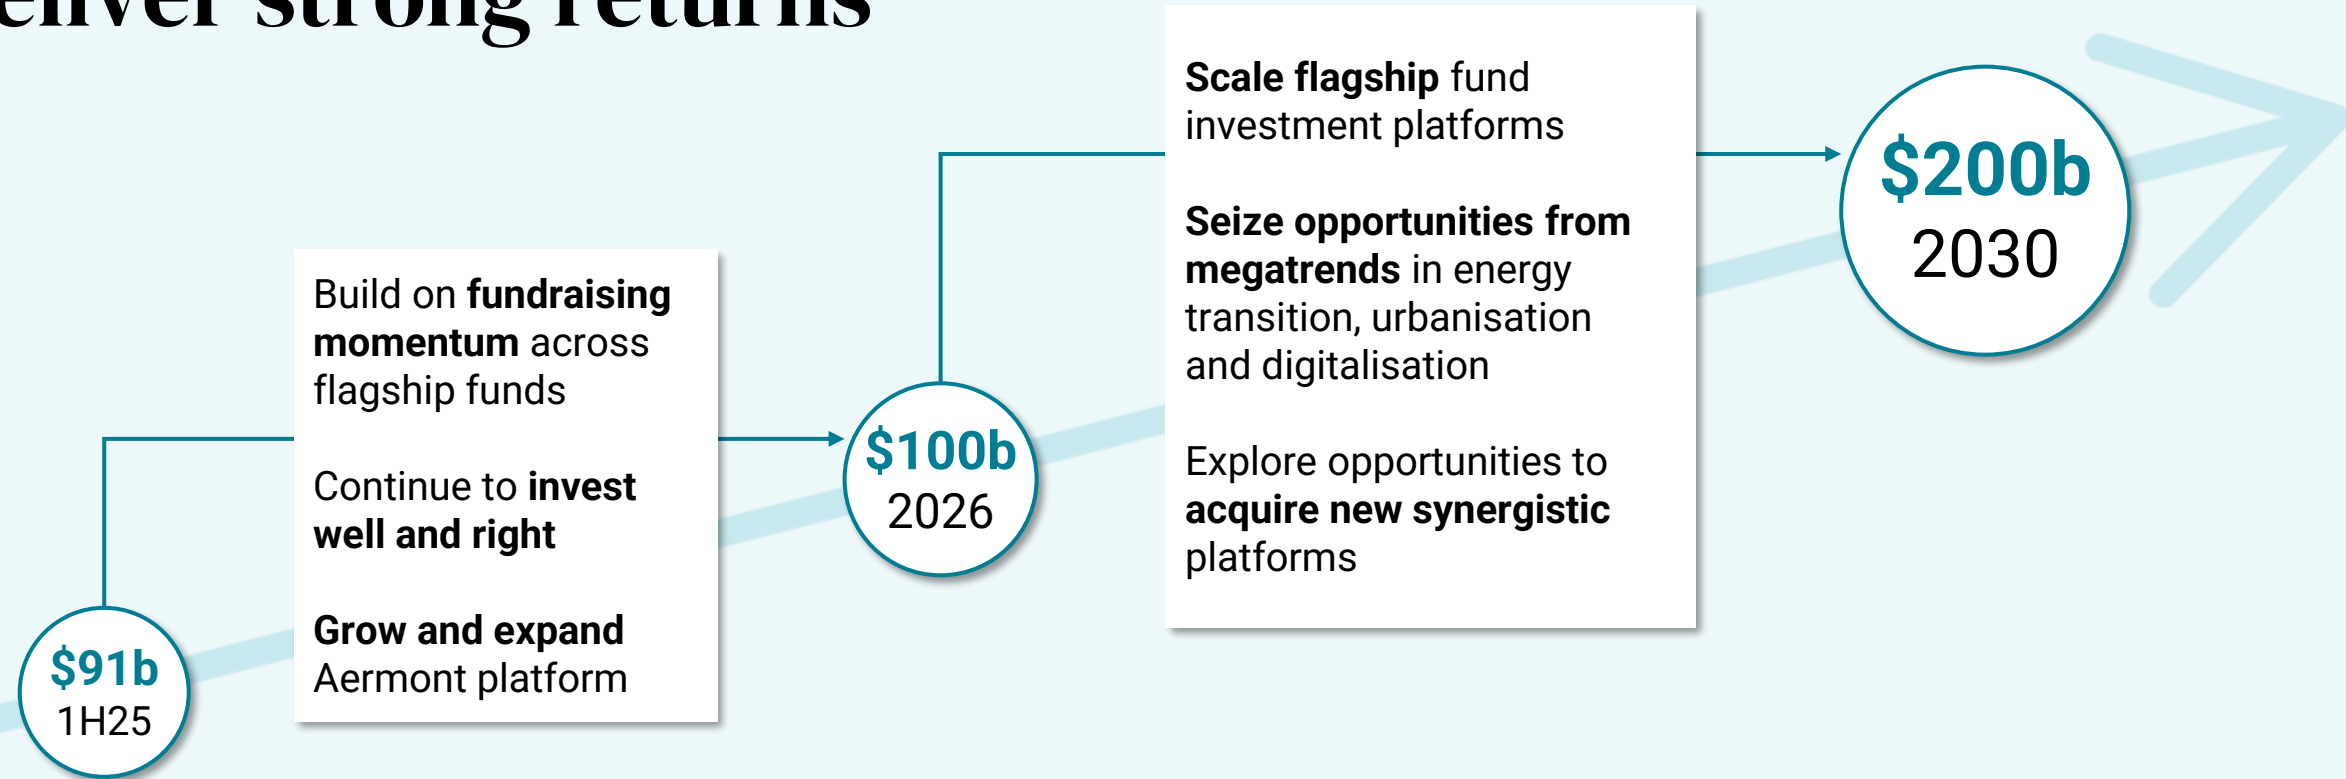 strong returns
$91b
1H25
Build on fundraising
momentum across
flagship funds
Continue to invest
well and right
Grow and expand
Aermont platform
$100b
2026
Scale flagship fund
investment platforms
Seize opportunities from
megatrends in energy
transition, urbanisation
and digitalisation
Explore opportunities to
acquire new synergistic
platforms
$200b
2030